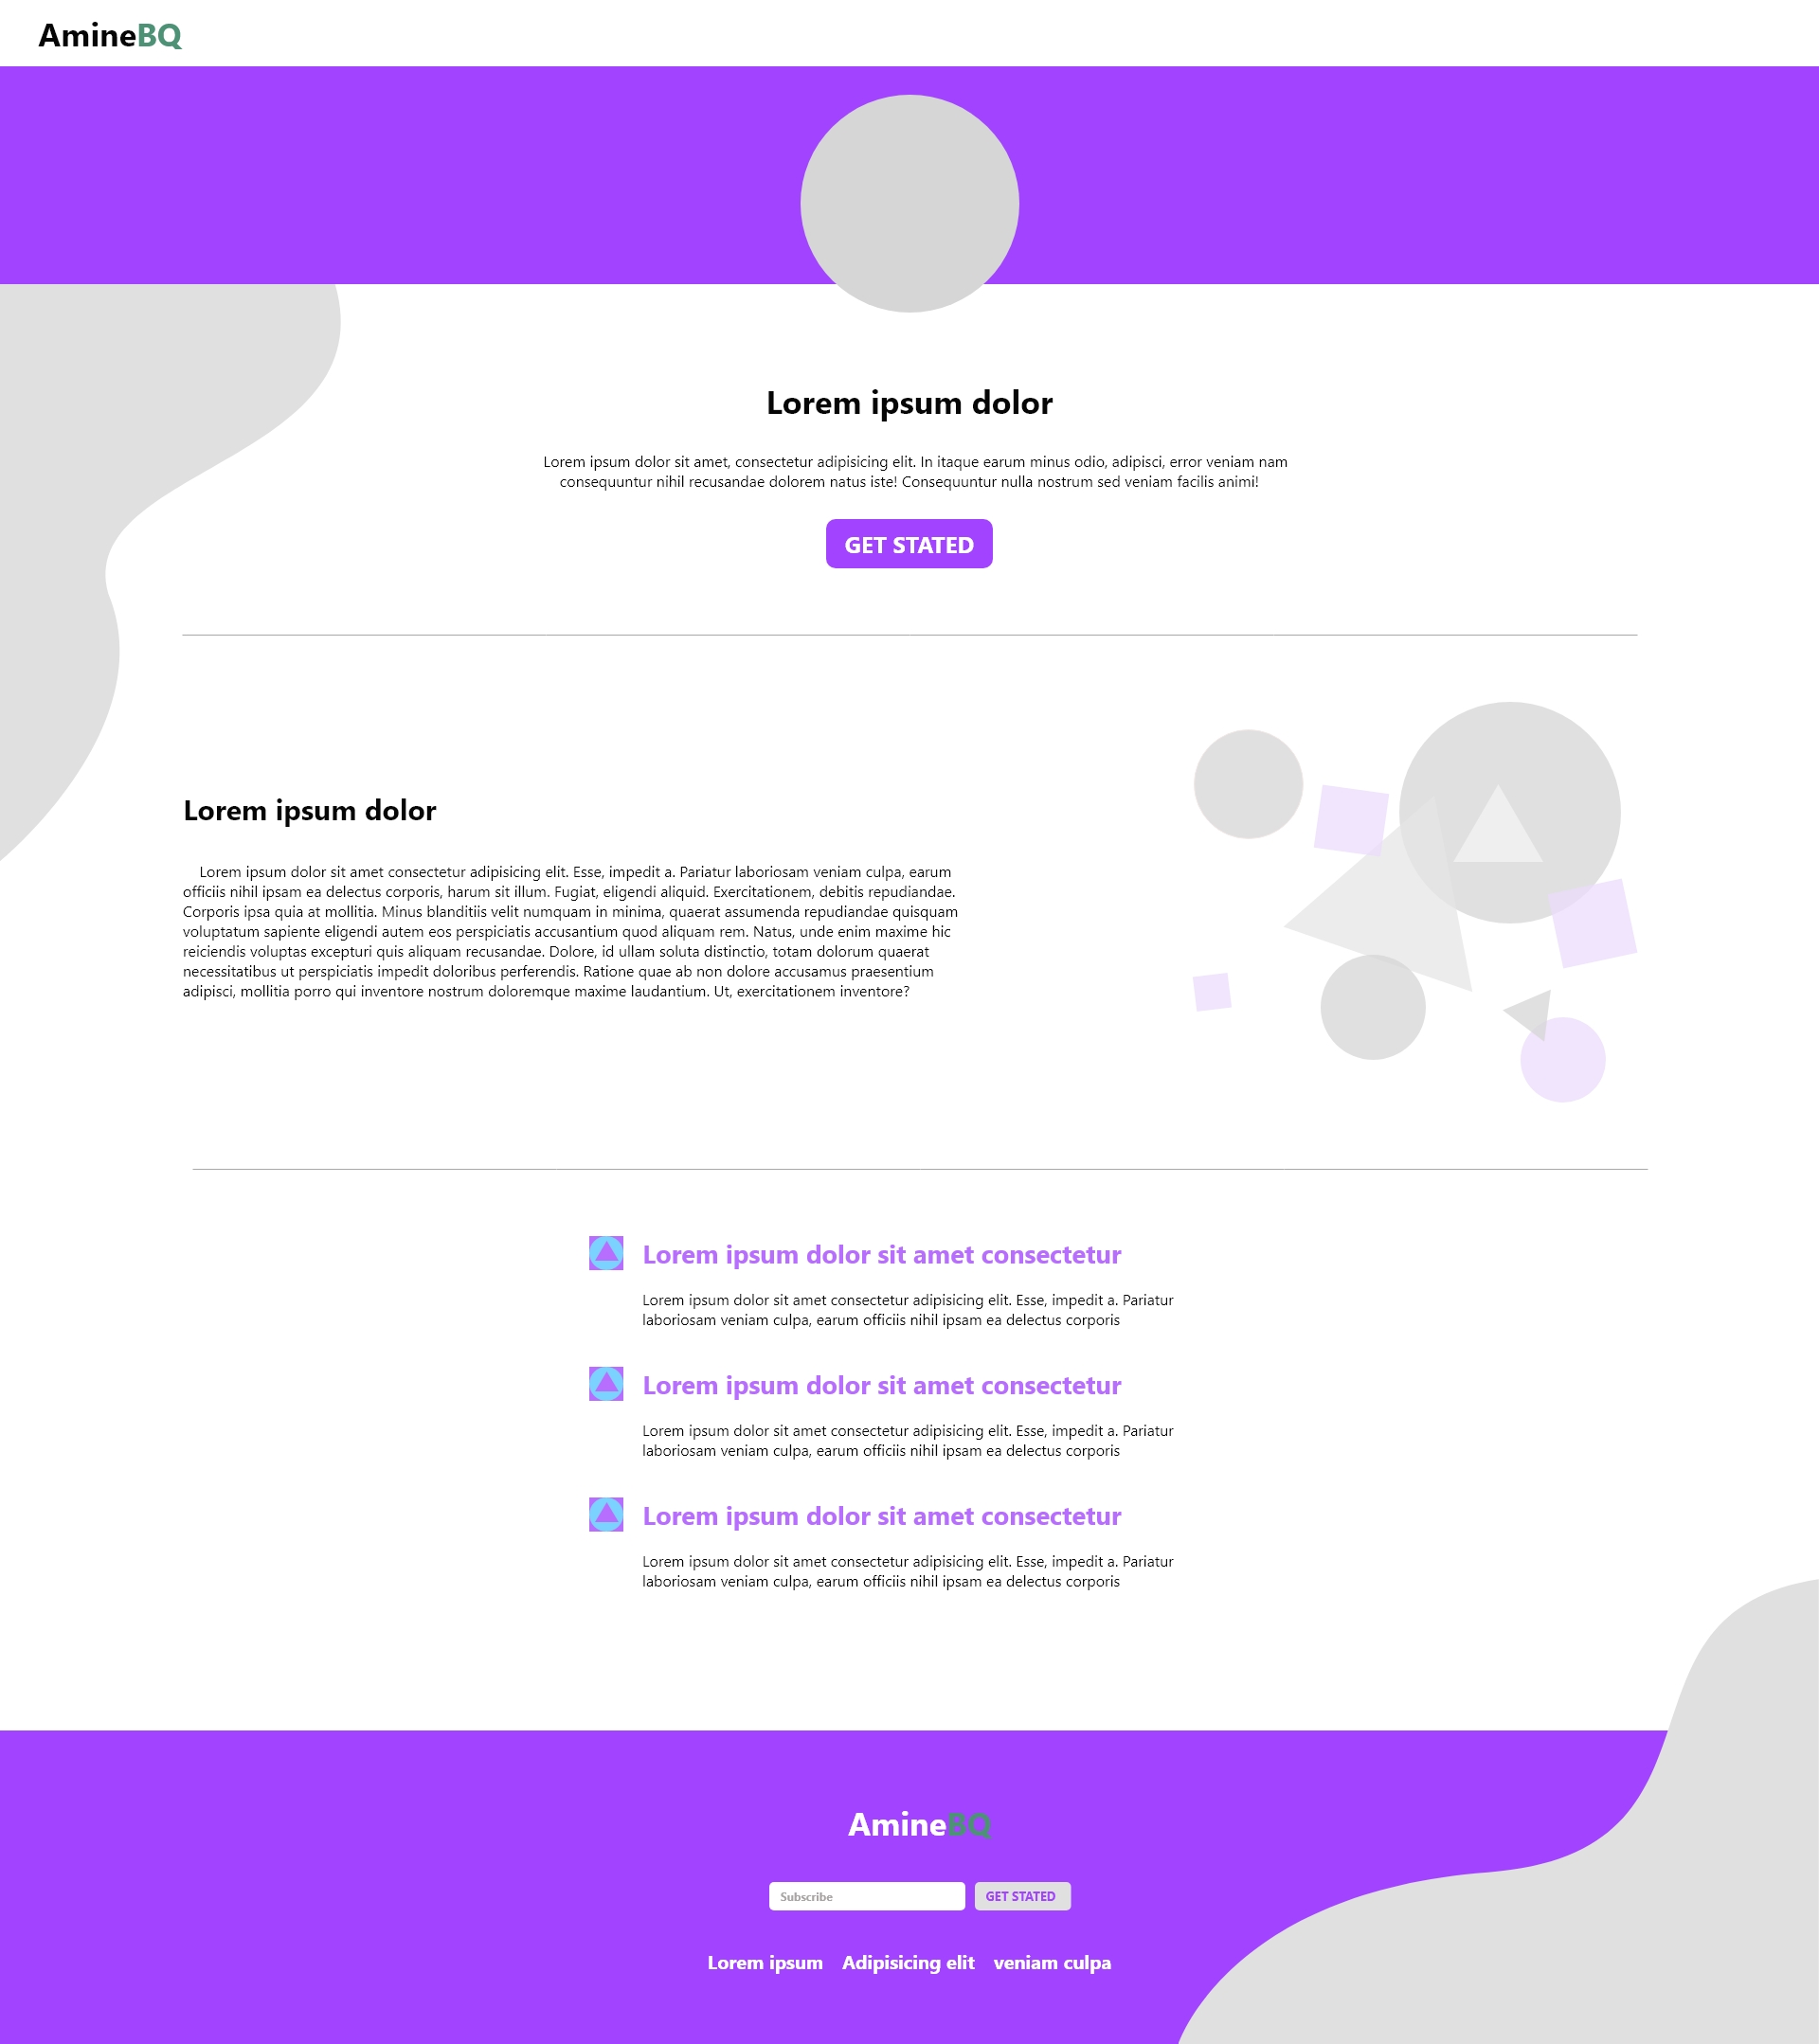 AmineBQ
Lorem ipsum dolor
Lorem ipsum dolor sit amet, consectetur adipisicing elit. In itaque earum minus odio, adipisci, error veniam nam
consequuntur nihil recusandae dolorem natus iste! Consequuntur nulla nostrum sed veniam facilis animi!
GET STATED
Lorem ipsum dolor
Lorem ipsum dolor sit amet consectetur adipisicing elit. Esse, impedit a. Pariatur laboriosam veniam culpa, earum
officiis nihil ipsam ea delectus corporis, harum sit illum. Fugiat, eligendi aliquid. Exercitationem, debitis repudiandae.
Corporis ipsa quia at mollitia. Minus blanditiis velit numquam in minima, quaerat assumenda repudiandae quisquam
voluptatum sapiente eligendi autem eos perspiciatis accusantium quod aliquam rem. Natus, unde enim maxime hic
reiciendis voluptas excepturi quis aliquam recusandae. Dolore, id ullam soluta distinctio, totam dolorum quaerat
necessitatibus ut perspiciatis impedit doloribus perferendis. Ratione quae ab non dolore accusamus praesentium
adipisci, mollitia porro qui inventore nostrum doloremque maxime laudantium. Ut, exercitationem inventore?
Lorem ipsum dolor sit amet consectetur
Lorem ipsum dolor sit amet consectetur adipisicing elit. Esse, impedit a. Pariatur
laboriosam veniam culpa, earum officiis nihil ipsam ea delectus corporis
Lorem ipsum dolor sit amet consectetur
Lorem ipsum dolor sit amet consectetur adipisicing elit. Esse, impedit a. Pariatur
laboriosam veniam culpa, earum officiis nihil ipsam ea delectus corporis
Lorem ipsum dolor sit amet consectetur
Lorem ipsum dolor sit amet consectetur adipisicing elit. Esse, impedit a. Pariatur
laboriosam veniam culpa, earum officiis nihil ipsam ea delectus corporis
AmineBQ
Subscribe GET STATED
Lorem ipsum Adipisicing elit veniam culpa